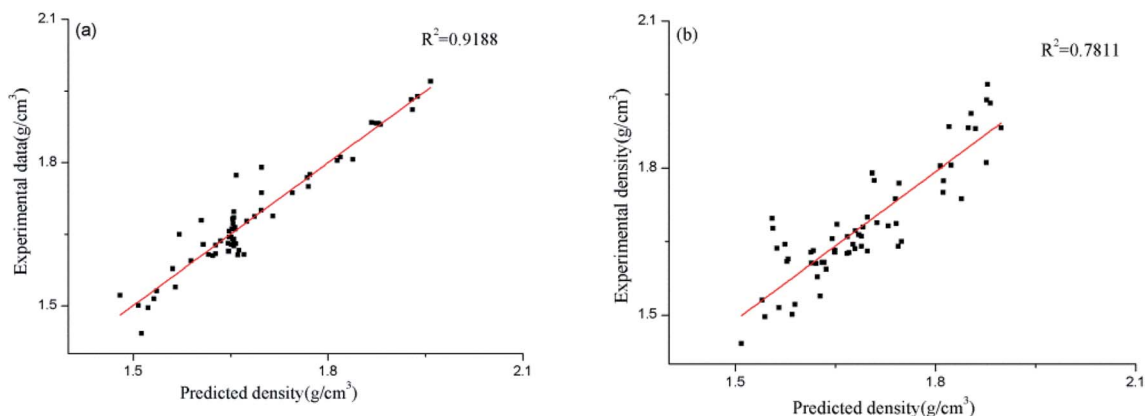 (a)
R²=0.9188
2.1
1.8
1.5
Experimental data(g/cm³)
1.5
1.8
2.1
Predicted density(g/cm³)
(b)
R²=0.7811
2.1
1.8
1.5
Experimental density(g/cm³)
1.5
1.8
2.1
Predicted density(g/cm³)